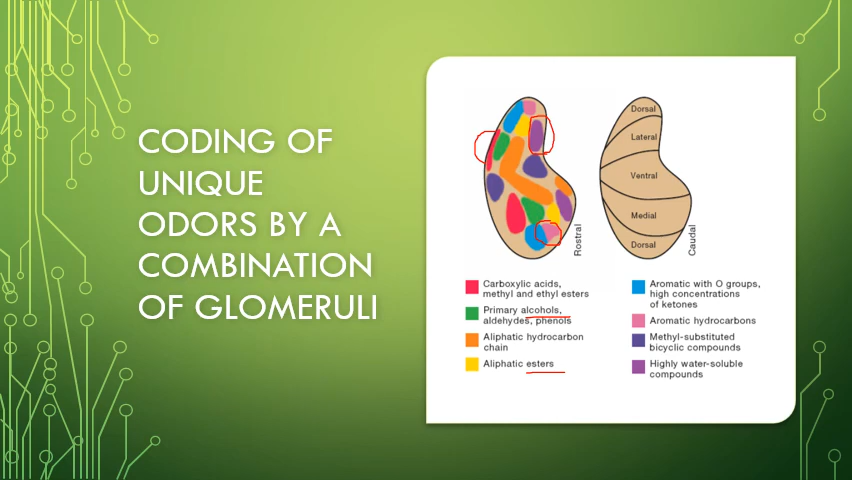 CODING OF
UNIQUE
ODORS BY A
COMBINATION
OF GLOMERULI
Rostral
Dorsal
Lateral
Ventral
Medial
Dorsal
Caudal
Carboxylic acids,
methyl and ethyl esters
Primary alcohols,
aldehydes, phenols
Aliphatic hydrocarbon
chain
Aliphatic esters
Aromatic with O groups,
high concentrations
of ketones
Aromatic hydrocarbons
Methyl-substituted
bicyclic compounds
Highly water-soluble
compounds